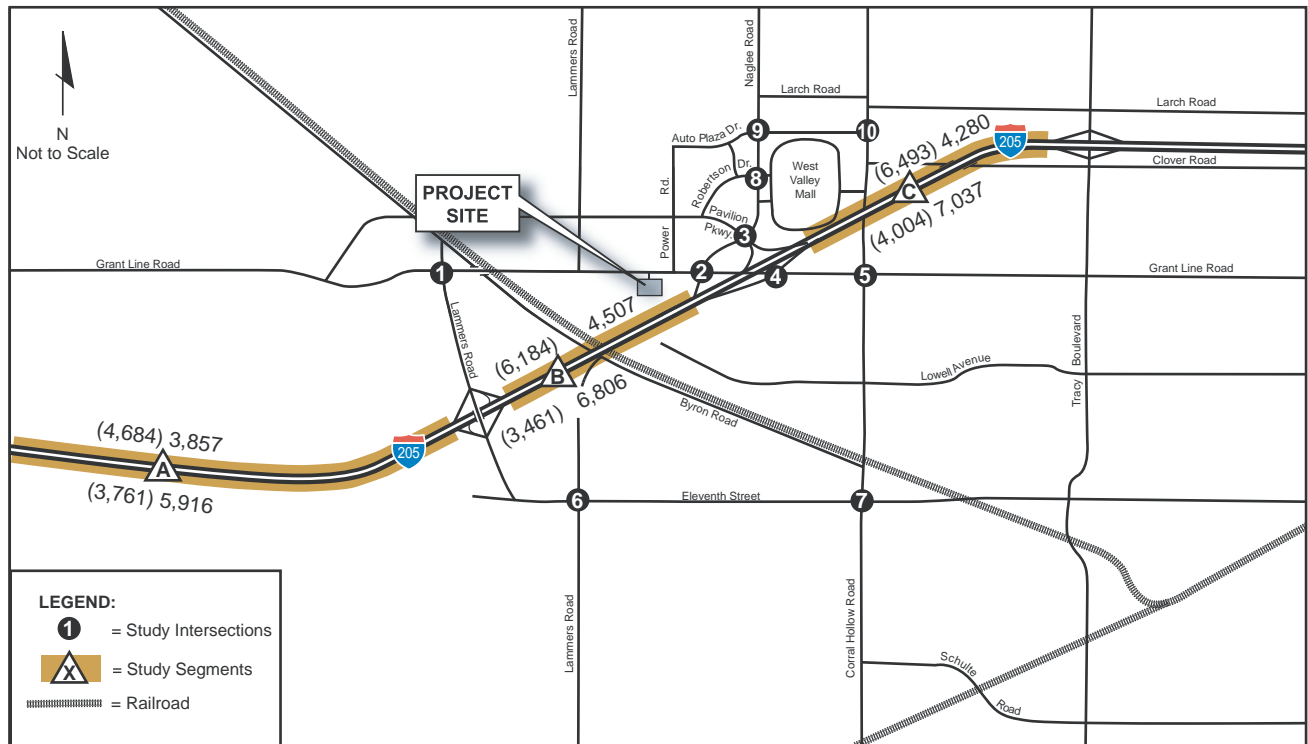 N
Not to Scale
Lammers Road
Naglee Road
Larch Road
Larch Road
Auto Plaza Dr.
9
10
(6,493) 4,280
205
Clover Road
PROJECT
SITE
Power Rd.
Robertson Dr.
8
West
Valley
Mall
C
(4,004) 7,037
Pavilion
Pkwy.
3
Grant Line Road
1
2
4
5
Grant Line Road
Lammers Road
4,507
(6,184)
B
(3,461) 6,806
Byron Road
Lowell Avenue
Tracy Boulevard
(4,684) 3,857
A
(3,761) 5,916
205
6
Eleventh Street
7
Lammers Road
Corral Hollow Road
Schulte
Road
LEGEND:
1 = Study Intersections
X = Study Segments
= Railroad